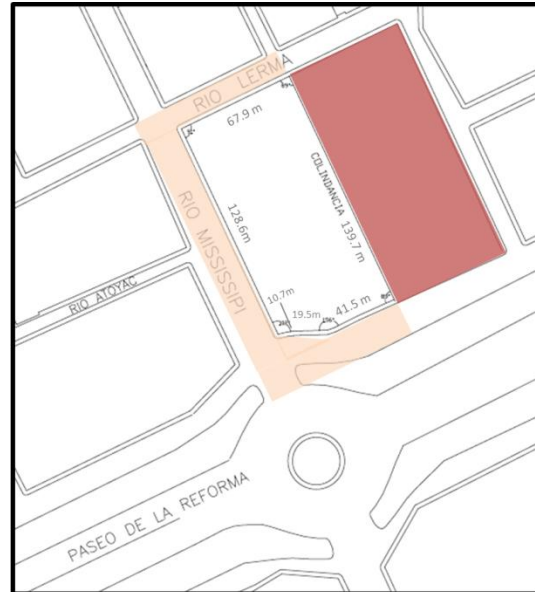 RIO LERMA
67.9 m
RIO MISSISSIPI
128.6m
COLINDANCIA 139.7 m
RIO ATOYAC
10.7m
19.5m
41.5 m
PASEO DE LA REFORMA